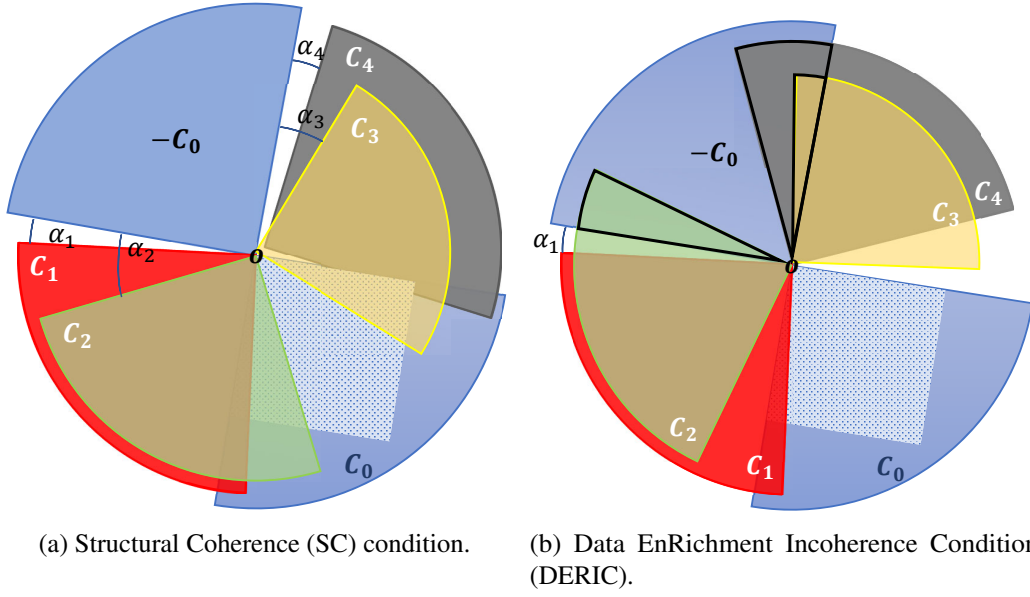 α₄
C₄
α₃
C₃
−C₀
α₁
α₂
o
C₁
C₂
C₀
(a) Structural Coherence (SC) condition.
−C₀
C₄
C₃
α₁
o
C₂
C₁
C₀
(b) Data EnRichment Incoherence Condition
(DERIC).